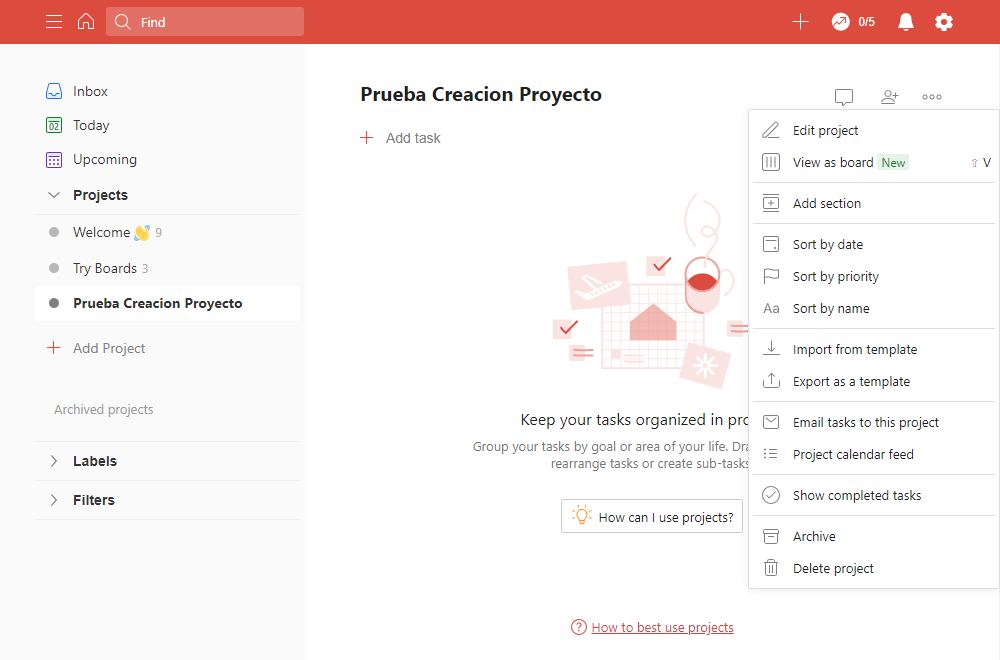 Find
0/5
Inbox
02
Today
Upcoming
Projects
Welcome 👋 9
Try Boards 3
Prueba Creacion Proyecto
Add Project
Archived projects
Labels
Filters
Prueba Creacion Proyecto
Add task
Keep your tasks organized in pro
Group your tasks by goal or area of your life. Dra
rearrange tasks or create sub-tasks
How can I use projects?
How to best use projects
Edit project
View as board New ⇧ V
Add section
Sort by date
Sort by priority
Aa Sort by name
Import from template
Export as a template
Email tasks to this project
Project calendar feed
Show completed tasks
Archive
Delete project